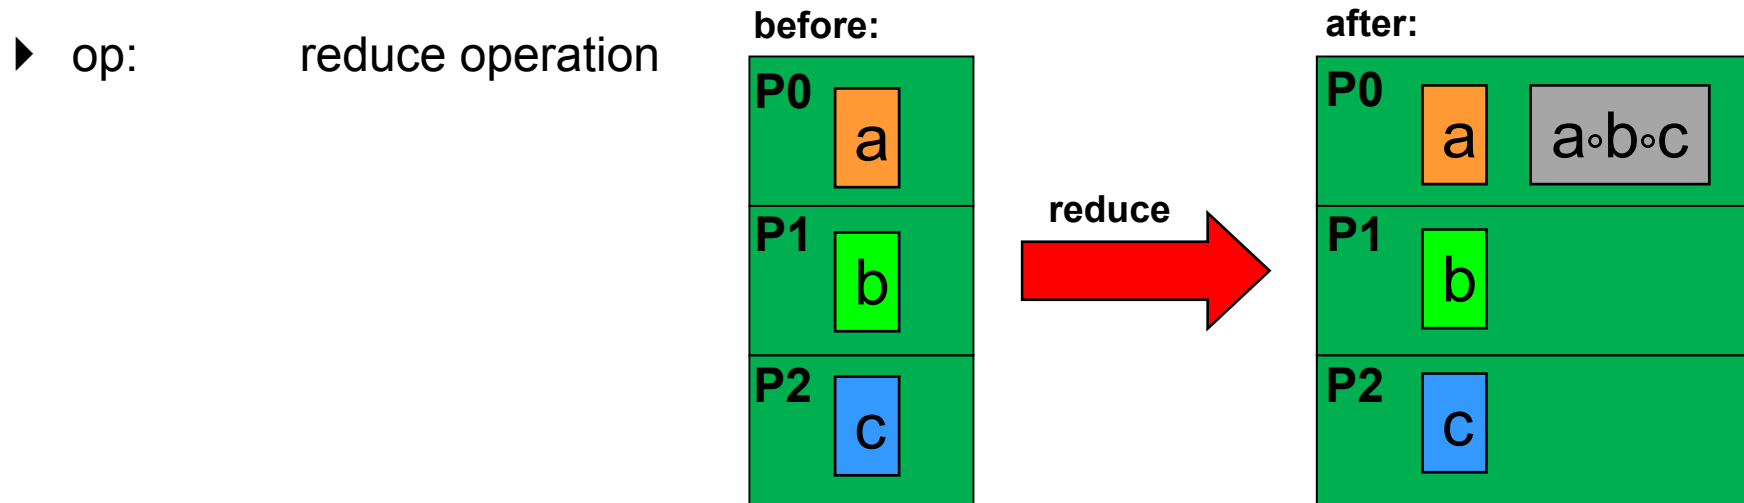 op: reduce operation
before:
P0
a
P1
b
P2
c
reduce
after:
P0
a
a∘b∘c
P1
b
P2
c